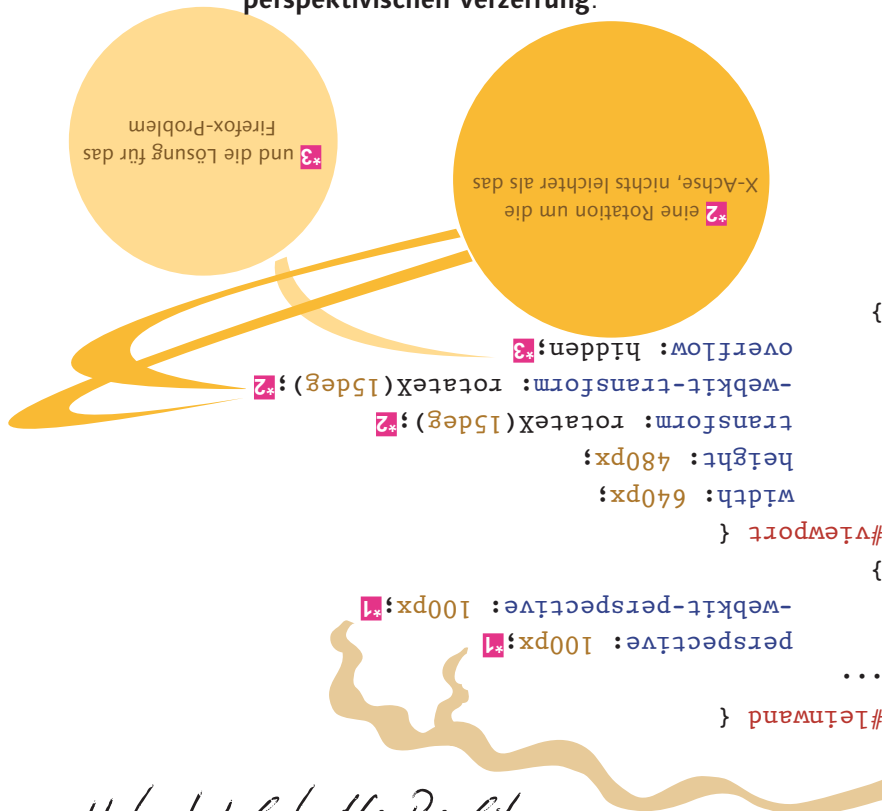 perspektivischen Verzerrung.
#leinwand {
...
perspective: 100px;*1
-webkit-perspective: 100px;*1
}
#viewport {
width: 640px;
height: 480px;
transform: rotateX(15deg);*2
-webkit-transform: rotateX(15deg);*2
overflow: hidden;*3
}
*2 eine Rotation um die
X-Achse, nichts leichter als das
*3 und die Lösung für das
Firefox-Problem